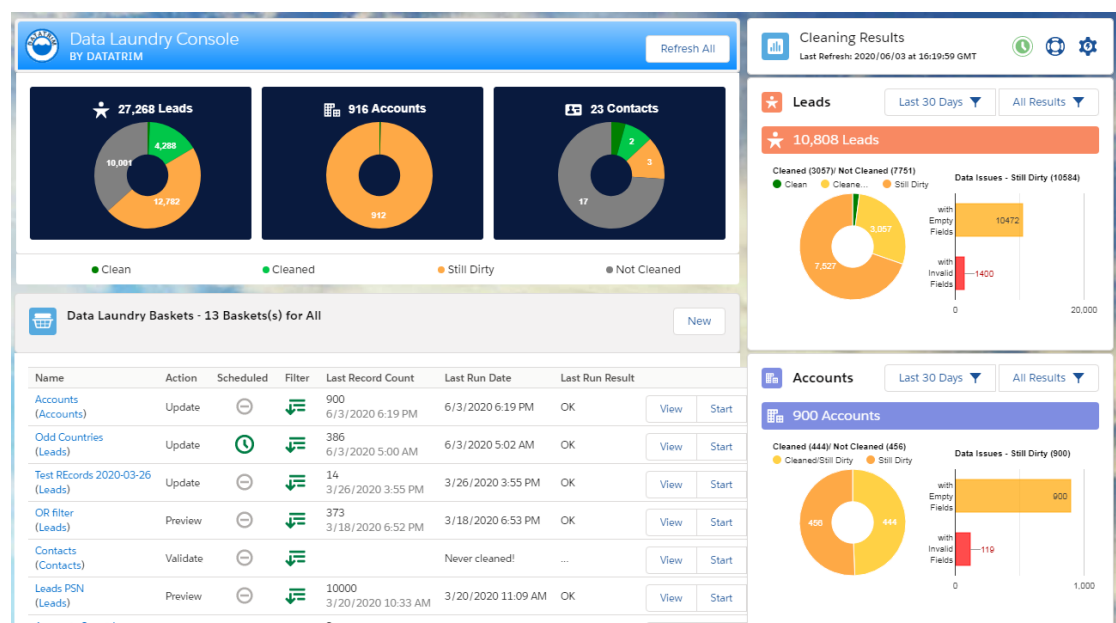 DATATRIM
Data Laundry Console
BY DATATRIM
Refresh All
27,268 Leads
4,288
10,001
12,782
916 Accounts
912
23 Contacts
2
3
17
Clean
Cleaned
Still Dirty
Not Cleaned
Data Laundry Baskets - 13 Baskets(s) for All
New
Name Action Scheduled Filter Last Record Count Last Run Date Last Run Result
Accounts
(Accounts)
Update
900
6/3/2020 6:19 PM
6/3/2020 6:19 PM
OK
View
Start
Odd Countries
(Leads)
Update
386
6/3/2020 5:00 AM
6/3/2020 5:02 AM
OK
View
Start
Test REcords 2020-03-26
(Leads)
Update
14
3/26/2020 3:55 PM
3/26/2020 3:55 PM
OK
View
Start
OR filter
(Leads)
Preview
373
3/18/2020 6:52 PM
3/18/2020 6:53 PM
OK
View
Start
Contacts
(Contacts)
Validate
Never cleaned!
...
View
Start
Leads PSN
(Leads)
Preview
10000
3/20/2020 10:33 AM
3/20/2020 11:09 AM
OK
View
Start
Cleaning Results
Last Refresh: 2020/06/03 at 16:19:59 GMT
Leads
Last 30 Days
All Results
10,808 Leads
Cleaned (3057)/ Not Cleaned (7751)
Clean
Cleane...
Still Dirty
3,057
7,527
Data Issues - Still Dirty (10584)
with
Empty
Fields
10472
with
Invalid
Fields
1400
0
20,000
Accounts
Last 30 Days
All Results
900 Accounts
Cleaned (444)/ Not Cleaned (456)
Cleaned/Still Dirty
Still Dirty
456
444
Data Issues - Still Dirty (900)
with
Empty
Fields
900
with
Invalid
Fields
119
0
1,000